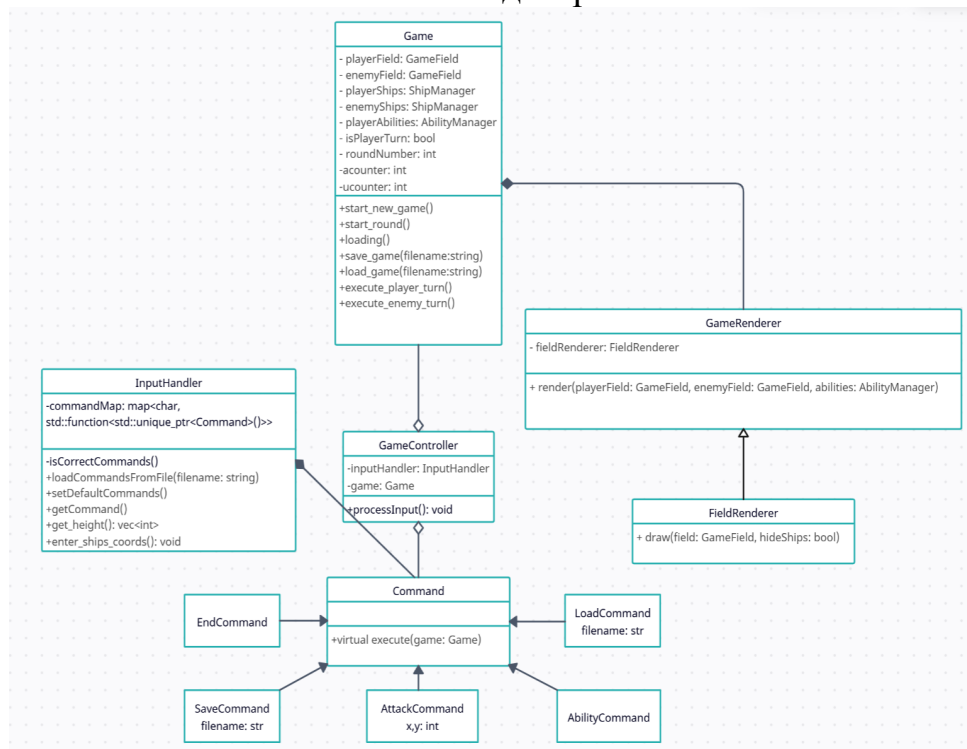 Game
- playerField: GameField
- enemyField: GameField
- playerShips: ShipManager
- enemyShips: ShipManager
- playerAbilities: AbilityManager
- isPlayerTurn: bool
- roundNumber: int
-acounter: int
-ucounter: int
+start_new_game()
+start_round()
+loading()
+save_game(filename:string)
+load_game(filename:string)
+execute_player_turn()
+execute_enemy_turn()
GameRenderer
- fieldRenderer: FieldRenderer
+ render(playerField: GameField, enemyField: GameField, abilities: AbilityManager)
InputHandler
-commandMap: map<char,
std::function<std::unique_ptr<Command>()>>
-isCorrectCommands()
+loadCommandsFromFile(filename: string)
+setDefaultCommands()
+getCommand()
+get_height(): vec<int>
+enter_ships_coords(): void
GameController
-inputHandler: InputHandler
-game: Game
+processInput(): void
FieldRenderer
+ draw(field: GameField, hideShips: bool)
Command
+virtual execute(game: Game)
EndCommand
LoadCommand
filename: str
SaveCommand
filename: str
AttackCommand
x,y: int
AbilityCommand